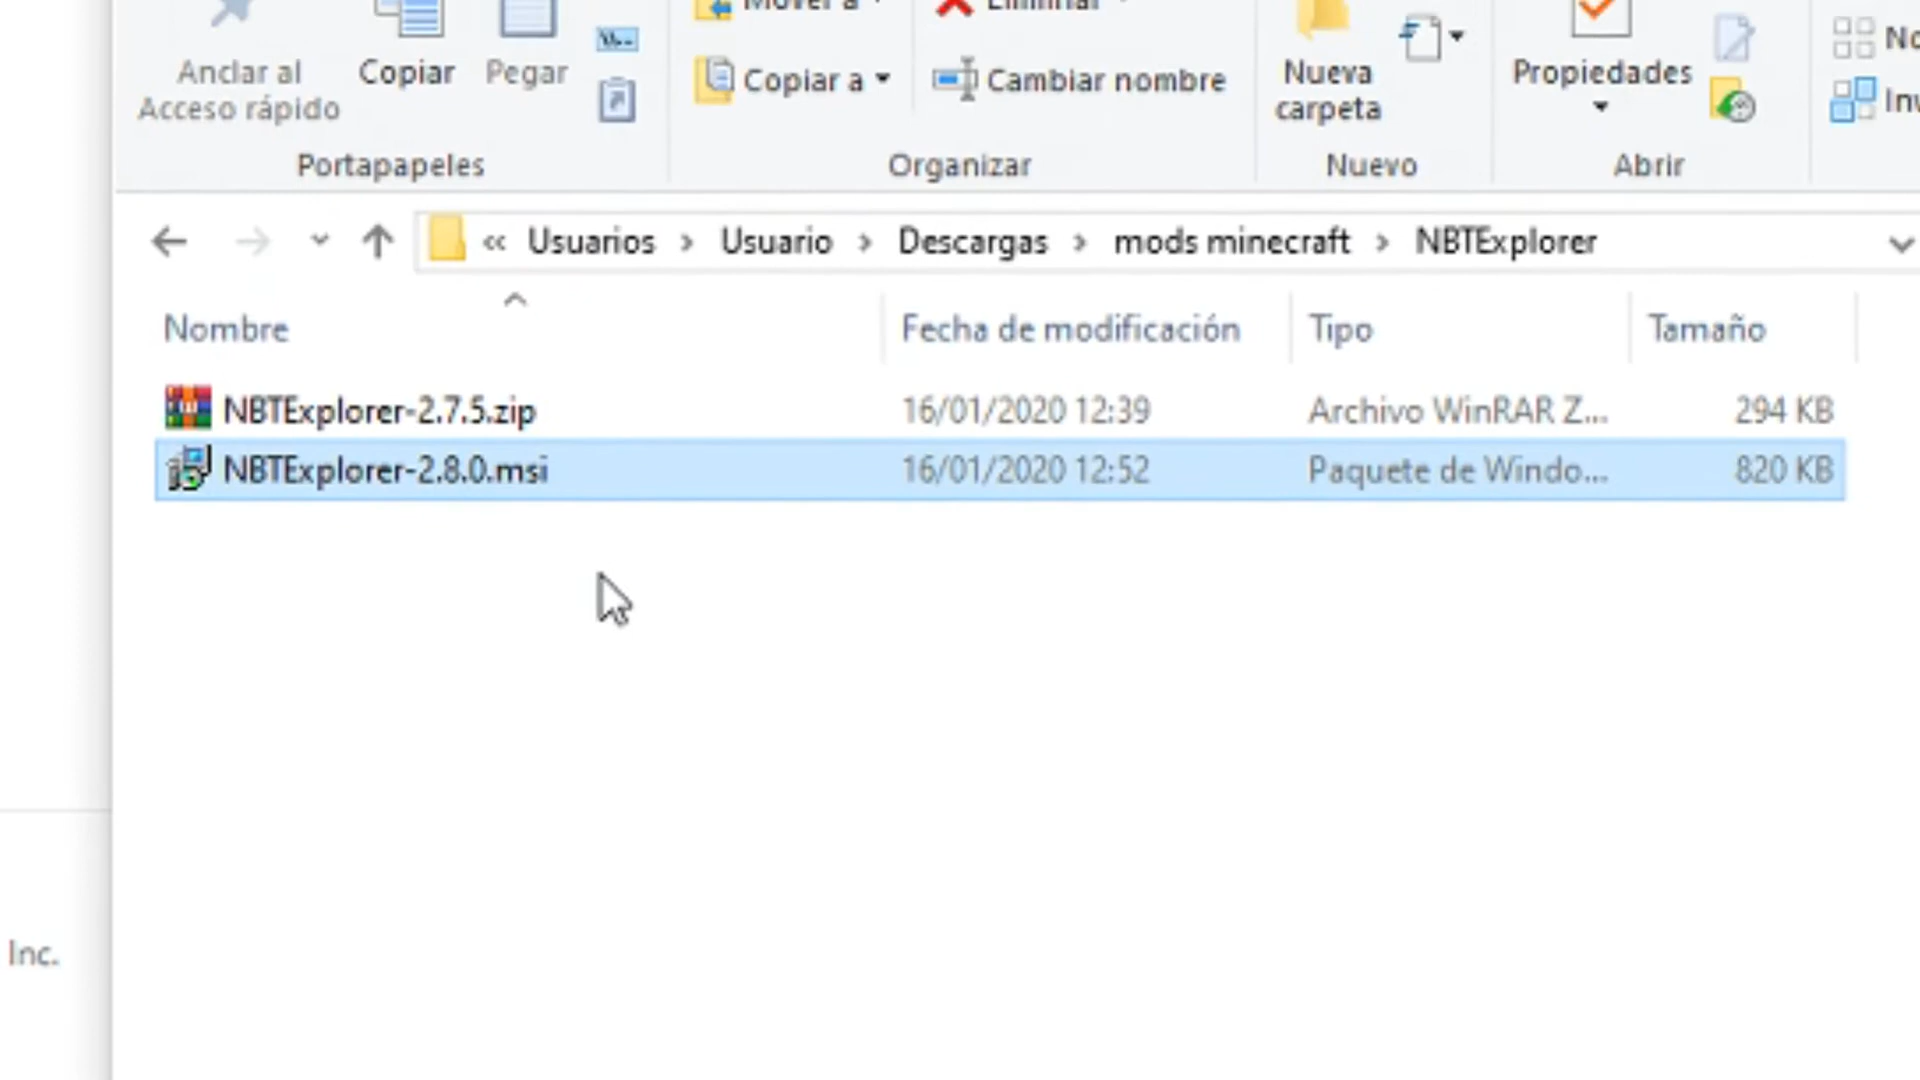 Mover a
Eliminar
Anclar al
Acceso rápido
Copiar
Pegar
Copiar a
Cambiar nombre
Nueva
carpeta
Propiedades
Portapapeles
Organizar
Nuevo
Abrir
« Usuarios › Usuario › Descargas › mods minecraft › NBTExplorer
Nombre Fecha de modificación Tipo Tamaño
NBTExplorer-2.7.5.zip 16/01/2020 12:39 Archivo WinRAR Z... 294 KB
NBTExplorer-2.8.0.msi 16/01/2020 12:52 Paquete de Windo... 820 KB
Inc.